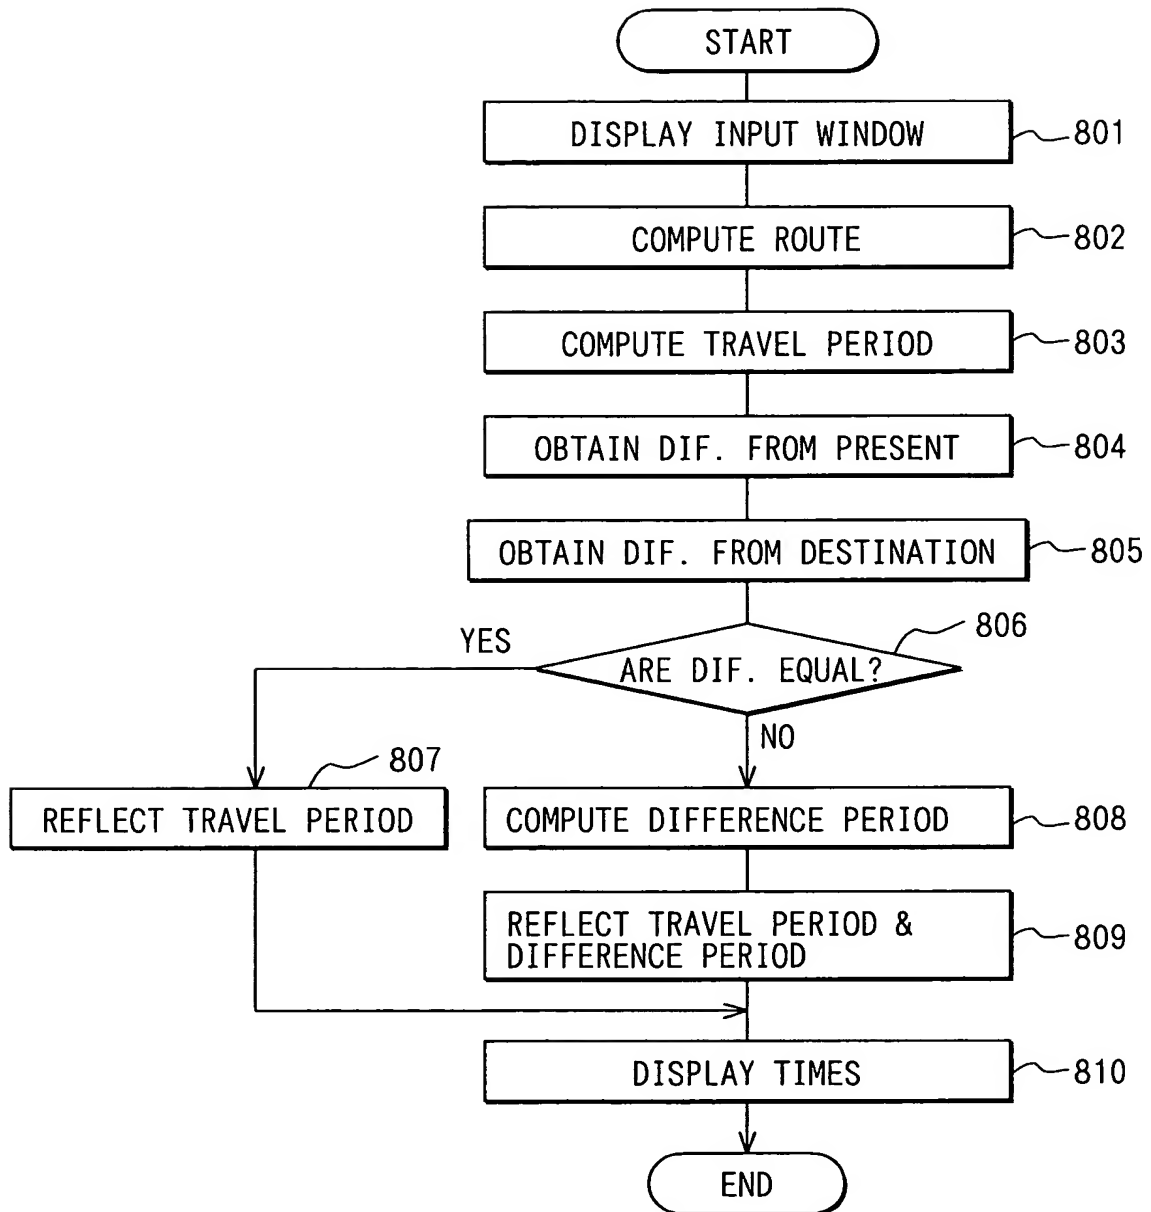 START
DISPLAY INPUT WINDOW
801
COMPUTE ROUTE
802
COMPUTE TRAVEL PERIOD
803
OBTAIN DIF. FROM PRESENT
804
OBTAIN DIF. FROM DESTINATION
805
806
YES
ARE DIF. EQUAL?
NO
807
REFLECT TRAVEL PERIOD
COMPUTE DIFFERENCE PERIOD
808
REFLECT TRAVEL PERIOD &
DIFFERENCE PERIOD
809
DISPLAY TIMES
810
END